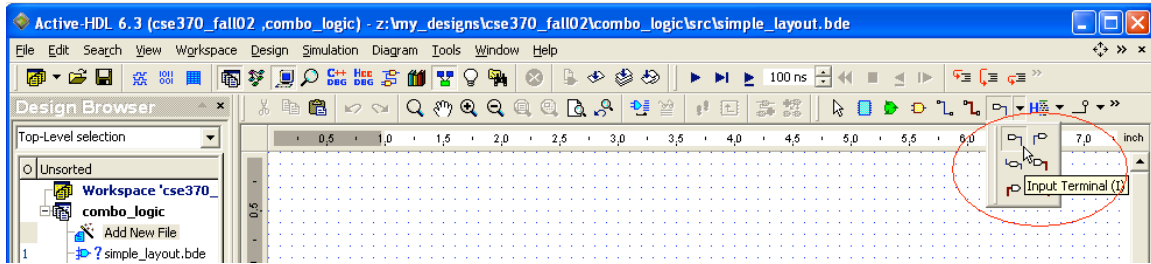 Active-HDL 6.3 (cse370_fall02 ,combo_logic) - z:\my_designs\cse370_fall02\combo_logic\src\simple_layout.bde
File Edit Search View Workspace Design Simulation Diagram Tools Window Help
C++ DBG HEE DBG 100 ns
Design Browser
Top-Level selection
0,5 1,0 1,5 2,0 2,5 3,0 3,5 4,0 4,5 5,0 5,5 6,0 7,0 inch
O Unsorted
Workspace 'cse370_
Input Terminal (I)
combo_logic
0,5
Add New File
1 ? simple_layout.bde